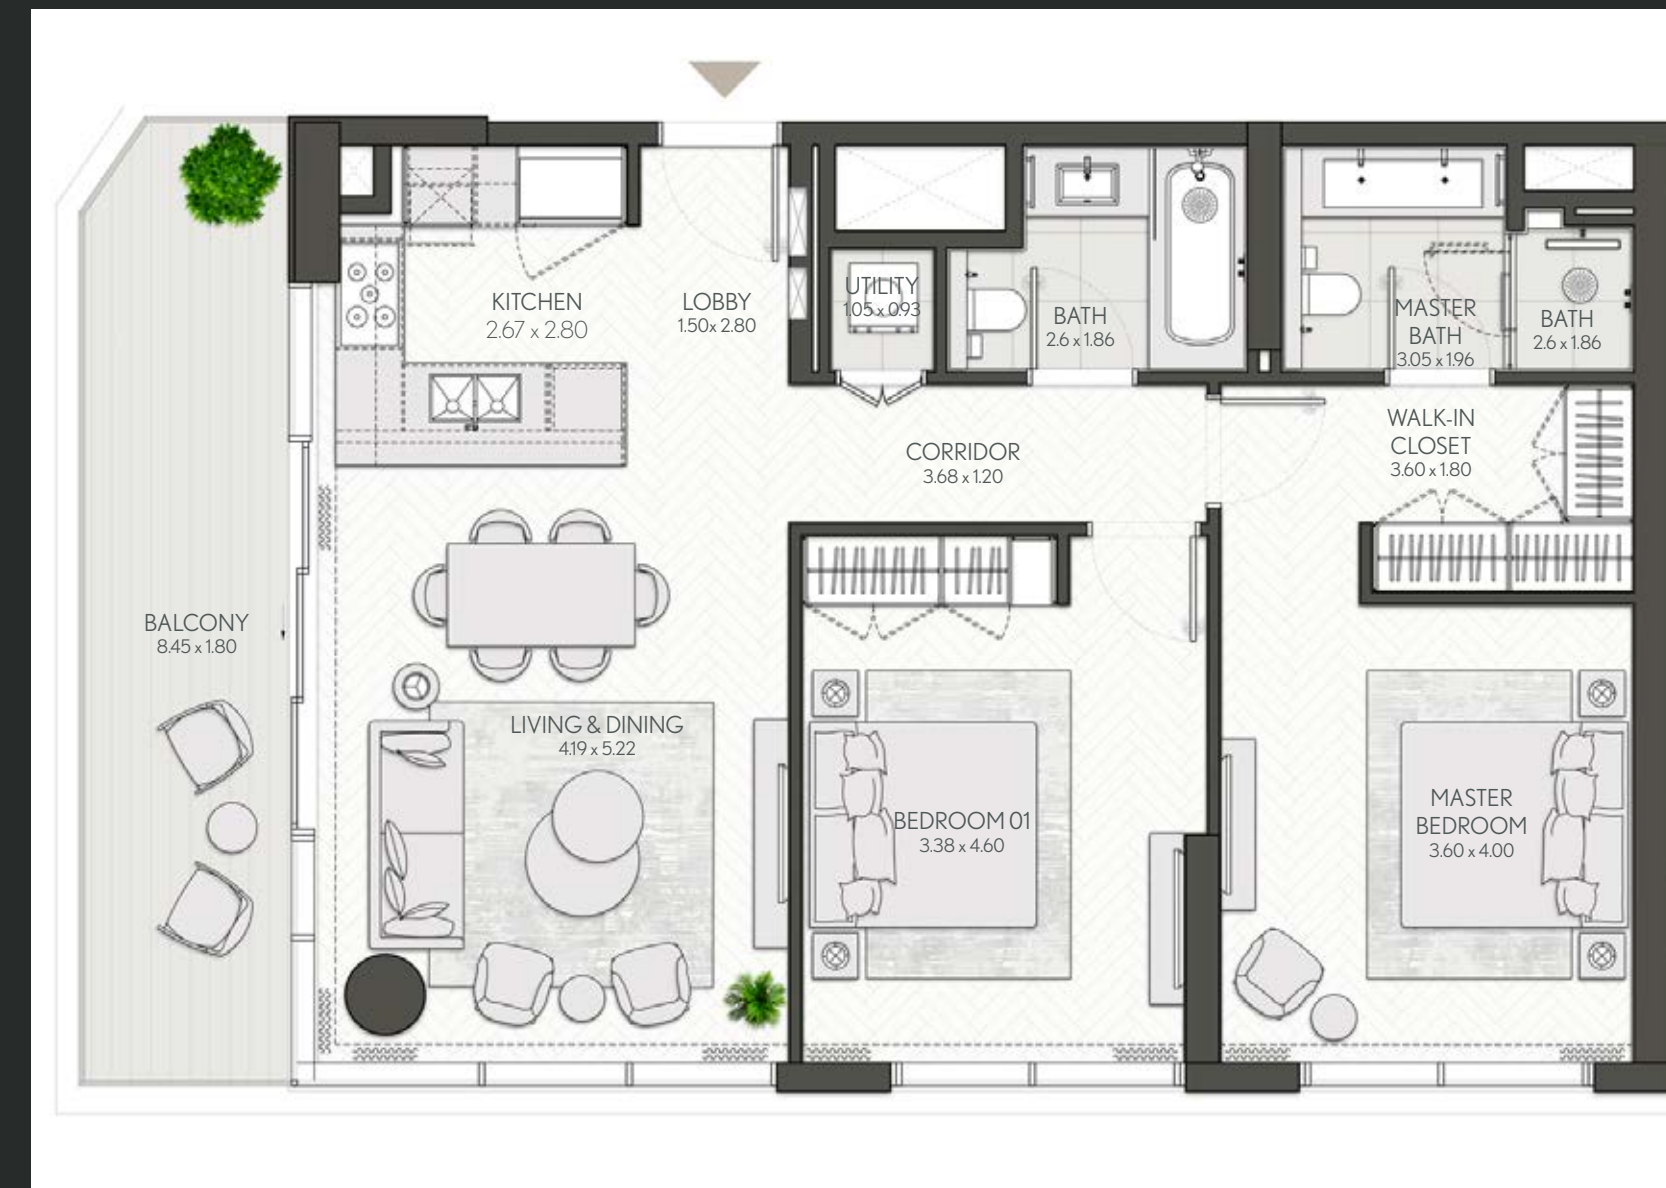 KITCHEN
2.67 x 2.80
LOBBY
1.50x 2.80
UTILITY
1.05 x 0.93
BATH
2.6 x 1.86
MASTER
BATH
3.05 x 1.96
BATH
2.6 x 1.86
CORRIDOR
3.68 x 1.20
WALK-IN
CLOSET
3.60 x 1.80
BALCONY
8.45 x 1.80
LIVING & DINING
4.19 x 5.22
BEDROOM 01
3.38 x 4.60
MASTER
BEDROOM
3.60 x 4.00